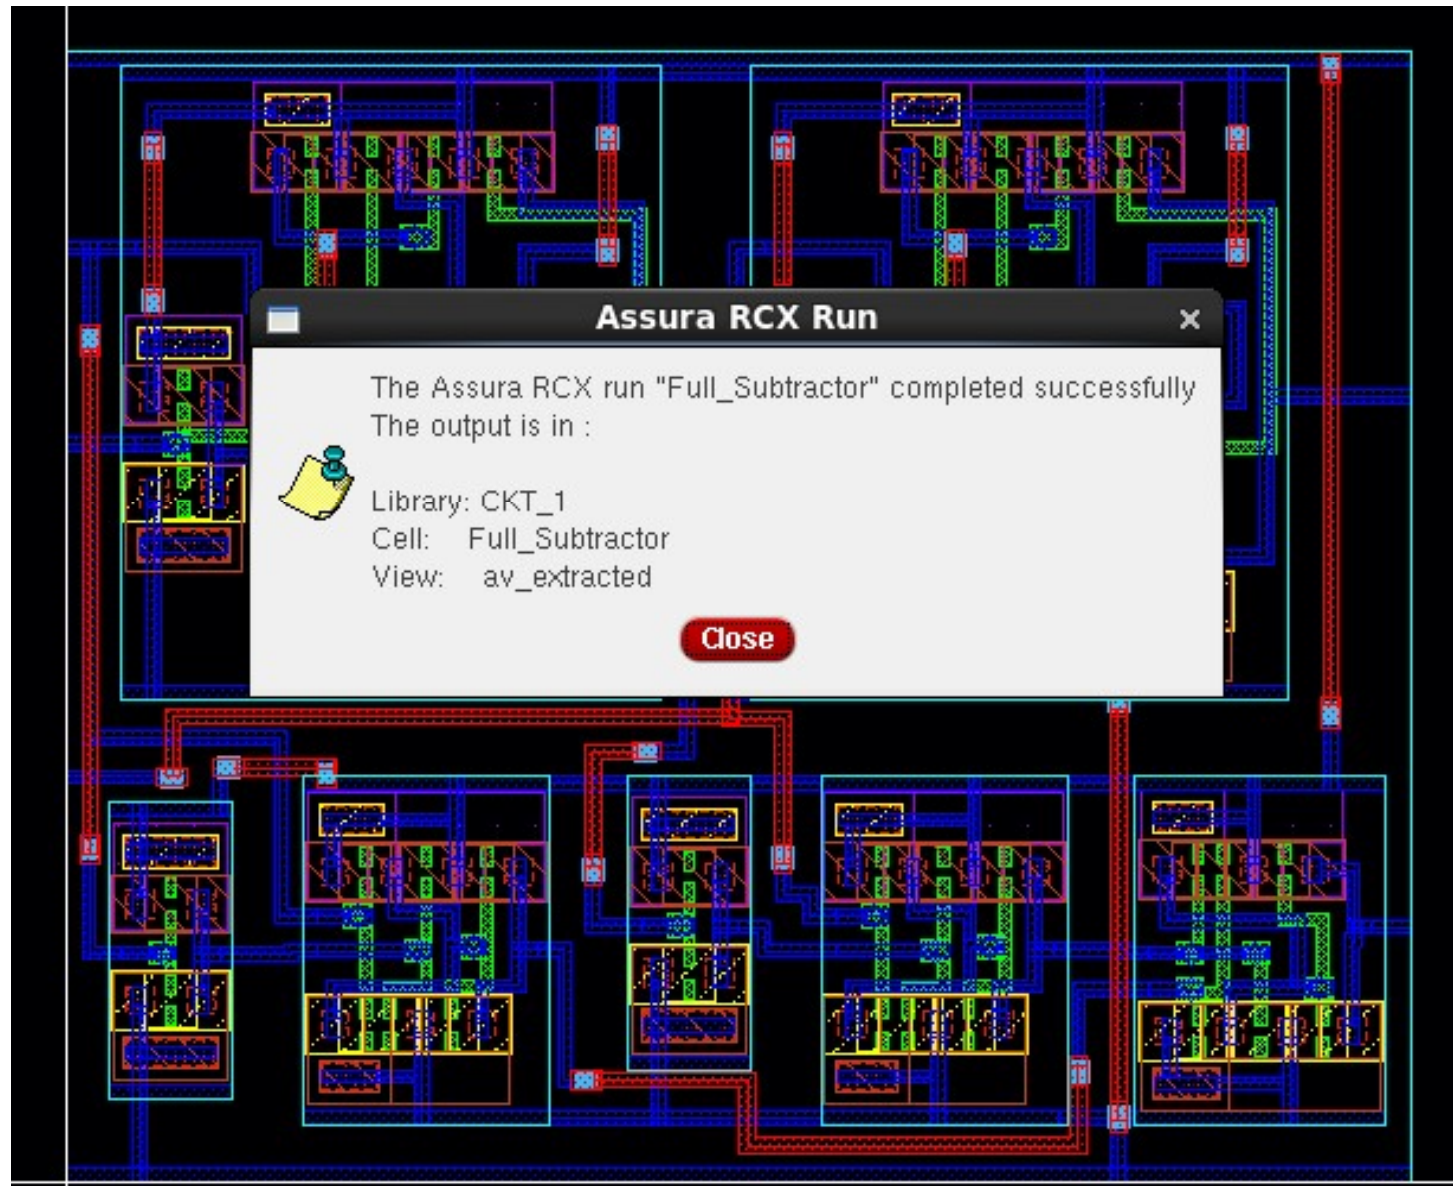 Assura RCX Run
The Assura RCX run "Full_Subtractor" completed successfully
The output is in :
Library: CKT_1
Cell: Full_Subtractor
View: av_extracted
Close